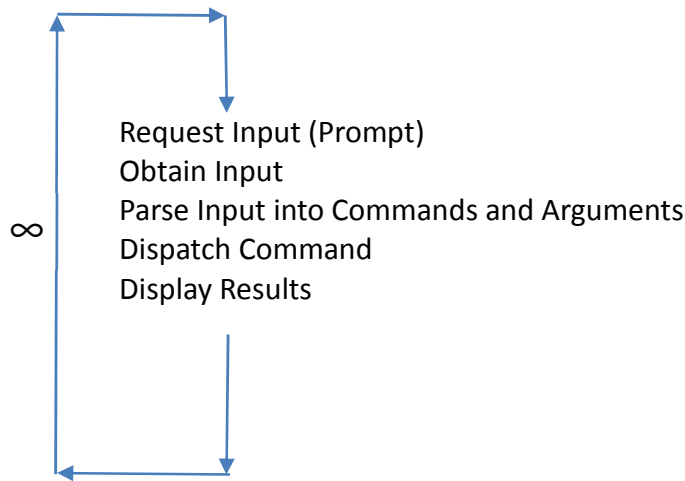 Request Input (Prompt)
Obtain Input
Parse Input into Commands and Arguments
Dispatch Command
Display Results
∞